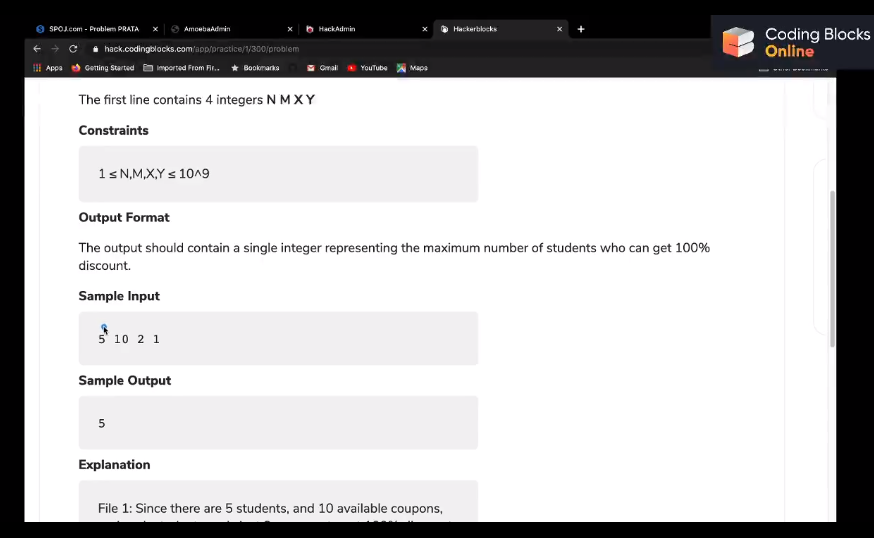 SPOJ.com - Problem PRATA
AmoebaAdmin
HackAdmin
Hackerblocks
hack.codingblocks.com/app/practice/1/300/problem
Coding Blocks
Online
Apps Getting Started Imported From Fir... Bookmarks Gmail YouTube Maps
The first line contains 4 integers N M X Y
Constraints
1 ≤ N,M,X,Y ≤ 10^9
Output Format
The output should contain a single integer representing the maximum number of students who can get 100%
discount.
Sample Input
5 10 2 1
Sample Output
5
Explanation
File 1: Since there are 5 students, and 10 available coupons,